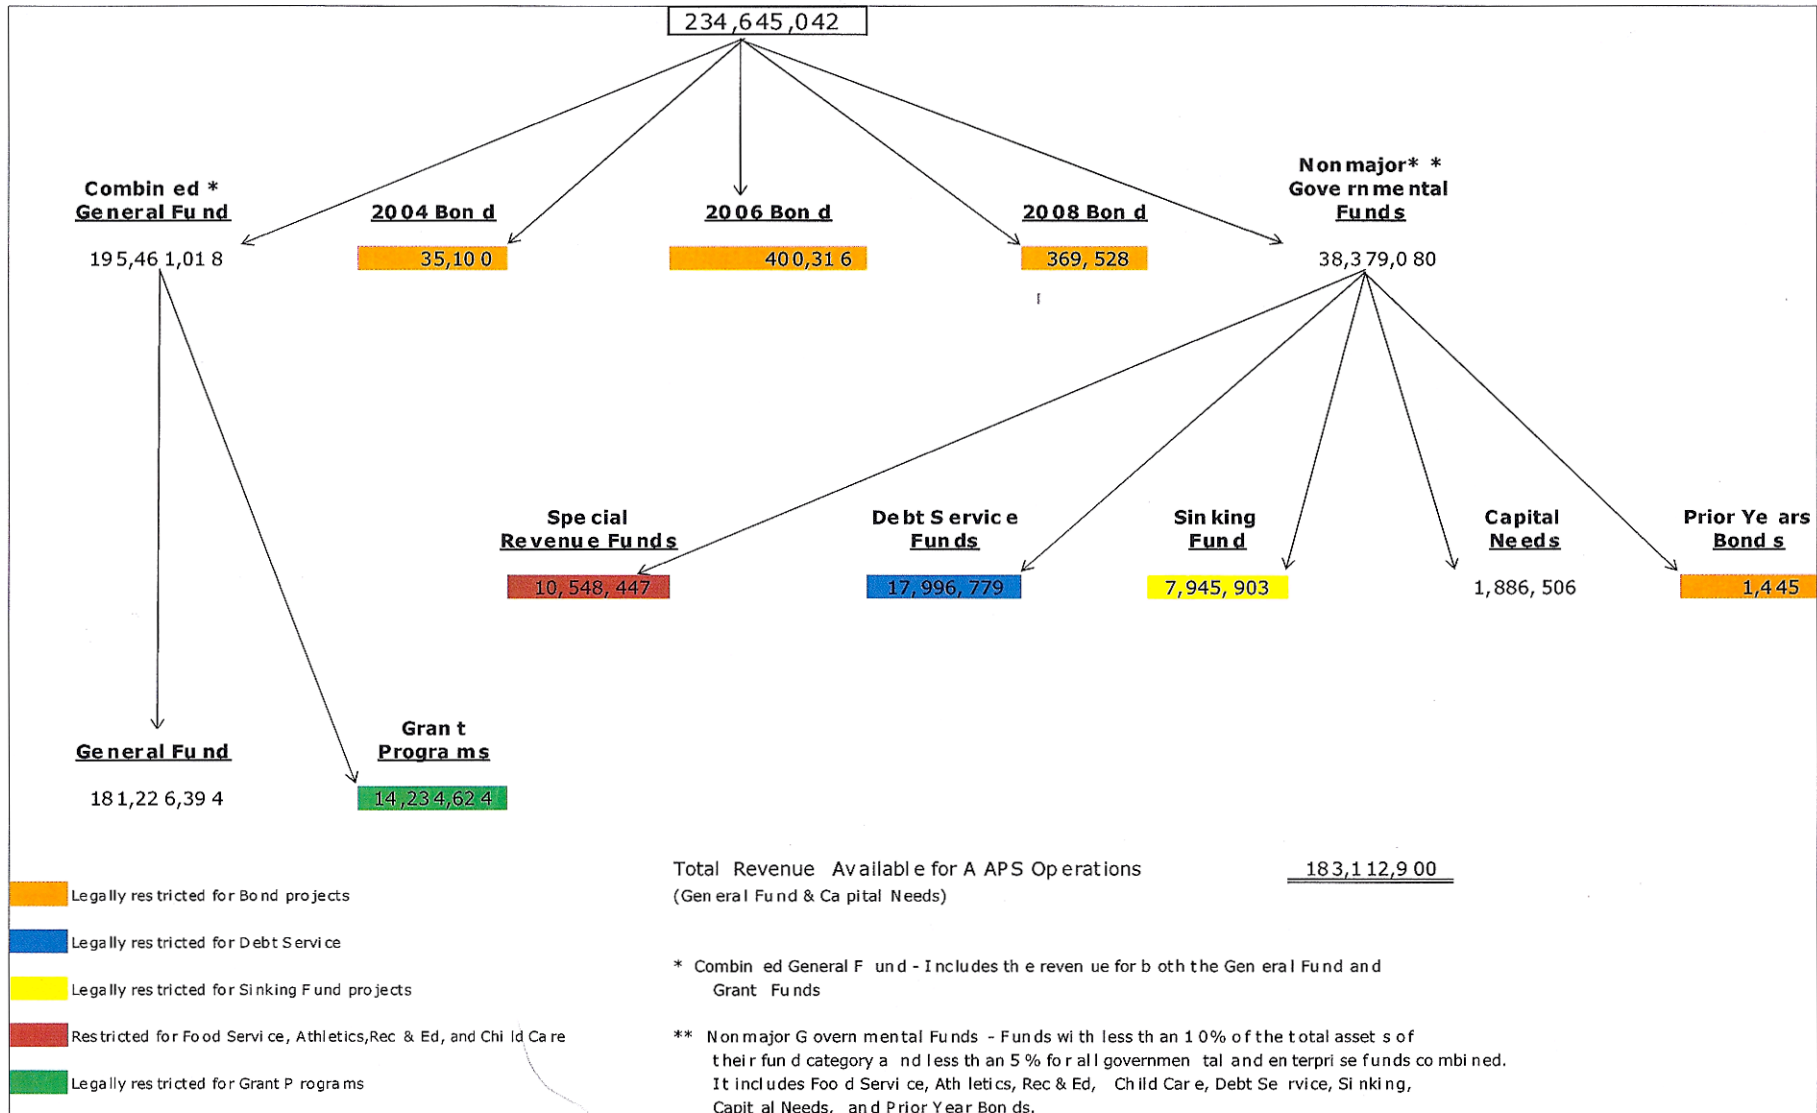 234,645,042
Combined *
General Fund
2004 Bond
2006 Bond
2008 Bond
Nonmajor* *
Governmental
Funds
195,461,018
35,100
400,316
369,528
38,379,080
Special
Revenue Funds
Debt Service
Funds
Sinking
Fund
Capital
Needs
Prior Years
Bonds
10,548,447
17,996,779
7,945,903
1,886,506
1,445
General Fund
Grant
Programs
181,226,394
14,234,624
Total Revenue Available for AAPS Operations 183,112,900
(General Fund & Capital Needs)
Legally restricted for Bond projects
Legally restricted for Debt Service
Legally restricted for Sinking Fund projects
Restricted for Food Service, Athletics,Rec & Ed, and Child Care
Legally restricted for Grant Programs
* Combined General Fund - Includes the revenue for both the General Fund and
Grant Funds
** Nonmajor Governmental Funds - Funds with less than 10% of the total assets of
their fund category and less than 5% for all governmental and enterprise funds combined.
It includes Food Service, Athletics, Rec & Ed, Child Care, Debt Service, Sinking,
Capital Needs, and Prior Year Bonds.